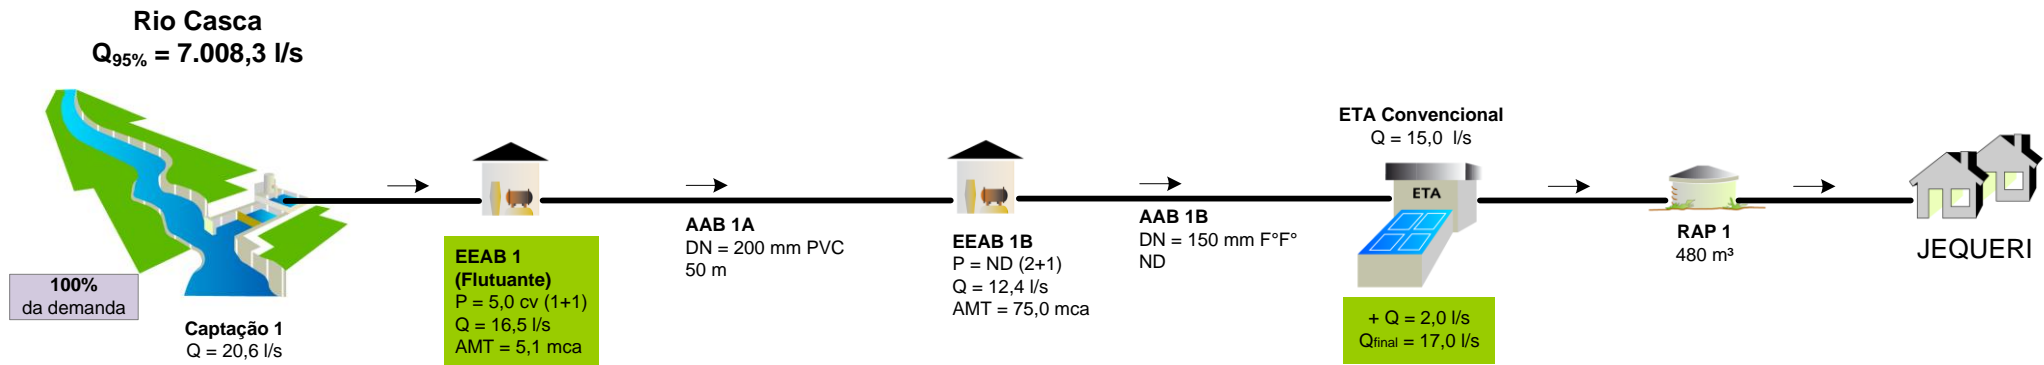 Rio Casca
Q95% = 7.008,3 l/s
100%
da demanda
Captação 1
Q = 20,6 l/s
EEAB 1
(Flutuante)
P = 5,0 cv (1+1)
Q = 16,5 l/s
AMT = 5,1 mca
AAB 1A
DN = 200 mm PVC
50 m
EEAB 1B
P = ND (2+1)
Q = 12,4 l/s
AMT = 75,0 mca
AAB 1B
DN = 150 mm F°F°
ND
ETA Convencional
Q = 15,0 l/s
ETA
+ Q = 2,0 l/s
Qfinal = 17,0 l/s
RAP 1
480 m³
JEQUERI